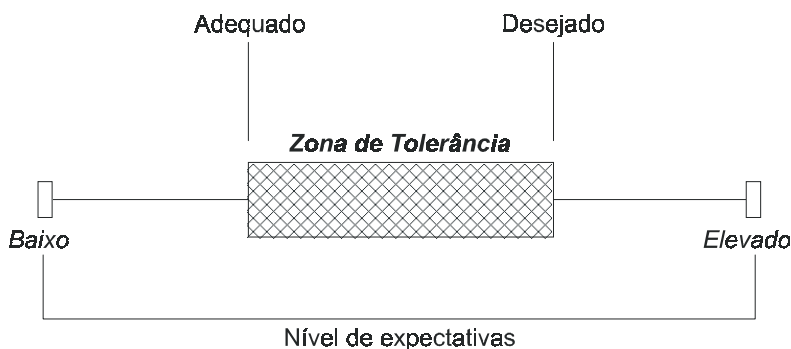 Adequado Desejado
Zona de Tolerância
Baixo Elevado
Nível de expectativas